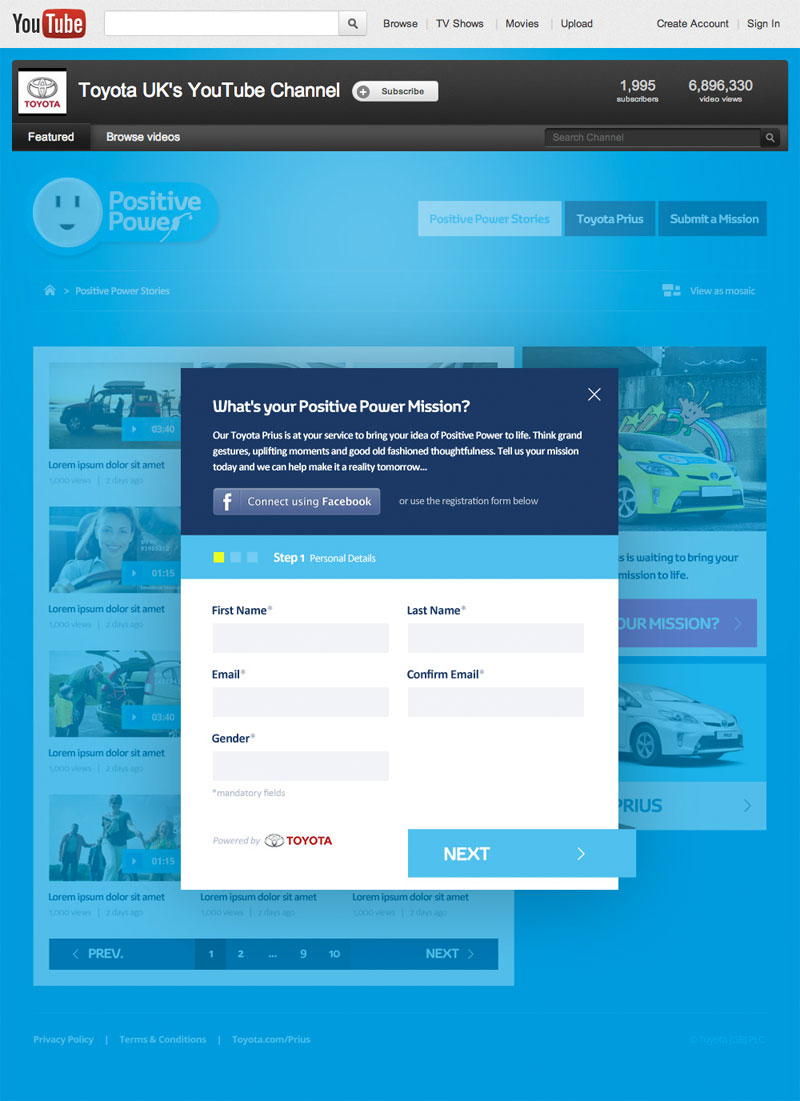 YouTube
Browse | TV Shows | Movies | Upload
Create Account | Sign In
TOYOTA
Toyota UK's YouTube Channel
Subscribe
1,995
subscribers
6,896,330
video views
Featured
Browse videos
Search Channel
Positive
Power
Positive Power Stories
Toyota Prius
Submit a Mission
> Positive Power Stories
View as mosaic
What's your Positive Power Mission?
Our Toyota Prius is at your service to bring your idea of Positive Power to life. Think grand
gestures, uplifting moments and good old fashioned thoughtfulness. Tell us your mission
today and we can help make it a reality tomorrow...
f Connect using Facebook
or use the registration form below
Step 1 Personal Details
First Name*
Last Name*
Email*
Confirm Email*
Gender*
*mandatory fields
Powered by TOYOTA
NEXT
03:40
Lorem ipsum dolor sit amet
1,000 views | 2 days ago
01:15
Lorem ipsum dolor sit amet
1,000 views | 2 days ago
03:40
Lorem ipsum dolor sit amet
1,000 views | 2 days ago
01:15
Lorem ipsum dolor sit amet
Lorem ipsum dolor sit amet
Lorem ipsum dolor sit amet
1,000 views | 2 days ago
1,000 views | 2 days ago
1,000 views | 2 days ago
is waiting to bring your
mission to life.
OUR MISSION?
PRIUS
PREV.
1 2 ... 9 10
NEXT
Privacy Policy | Terms & Conditions | Toyota.com/Prius
© Toyota (GB) PLC